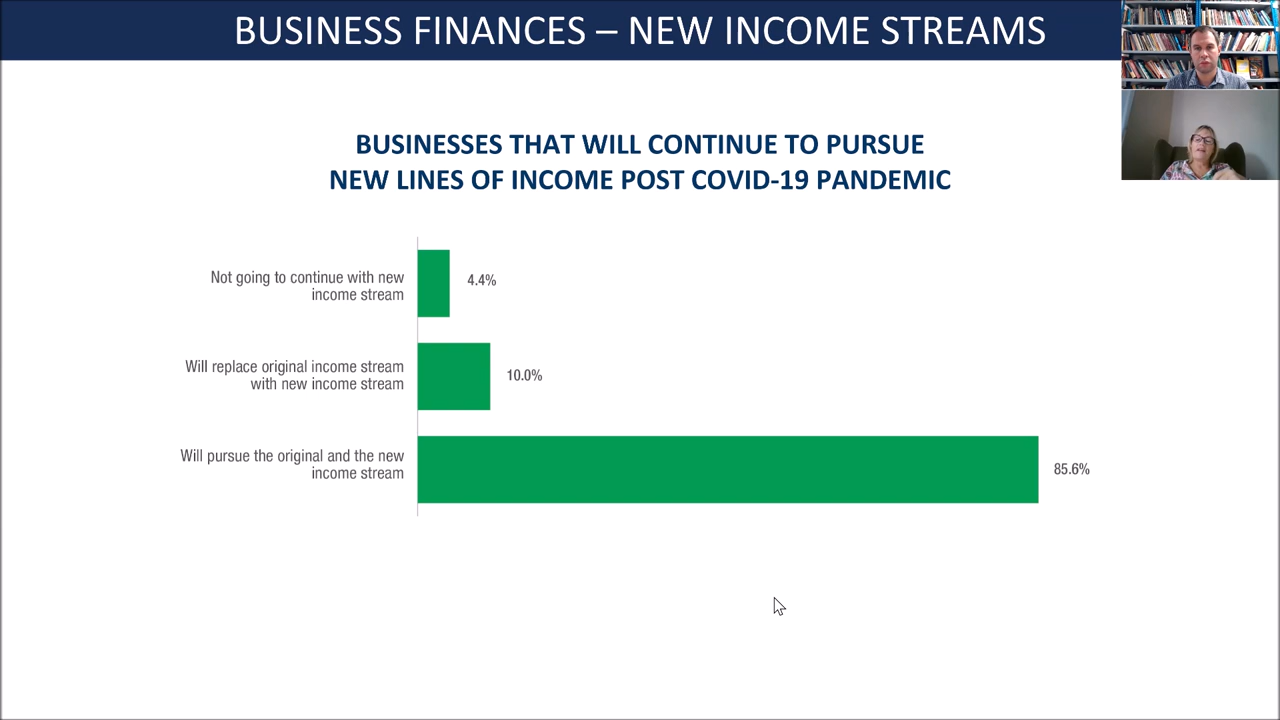 BUSINESS FINANCES – NEW INCOME STREAMS
BUSINESSES THAT WILL CONTINUE TO PURSUE
NEW LINES OF INCOME POST COVID-19 PANDEMIC
Not going to continue with new
income stream
4.4%
Will replace original income stream
with new income stream
10.0%
Will pursue the original and the new
income stream
85.6%